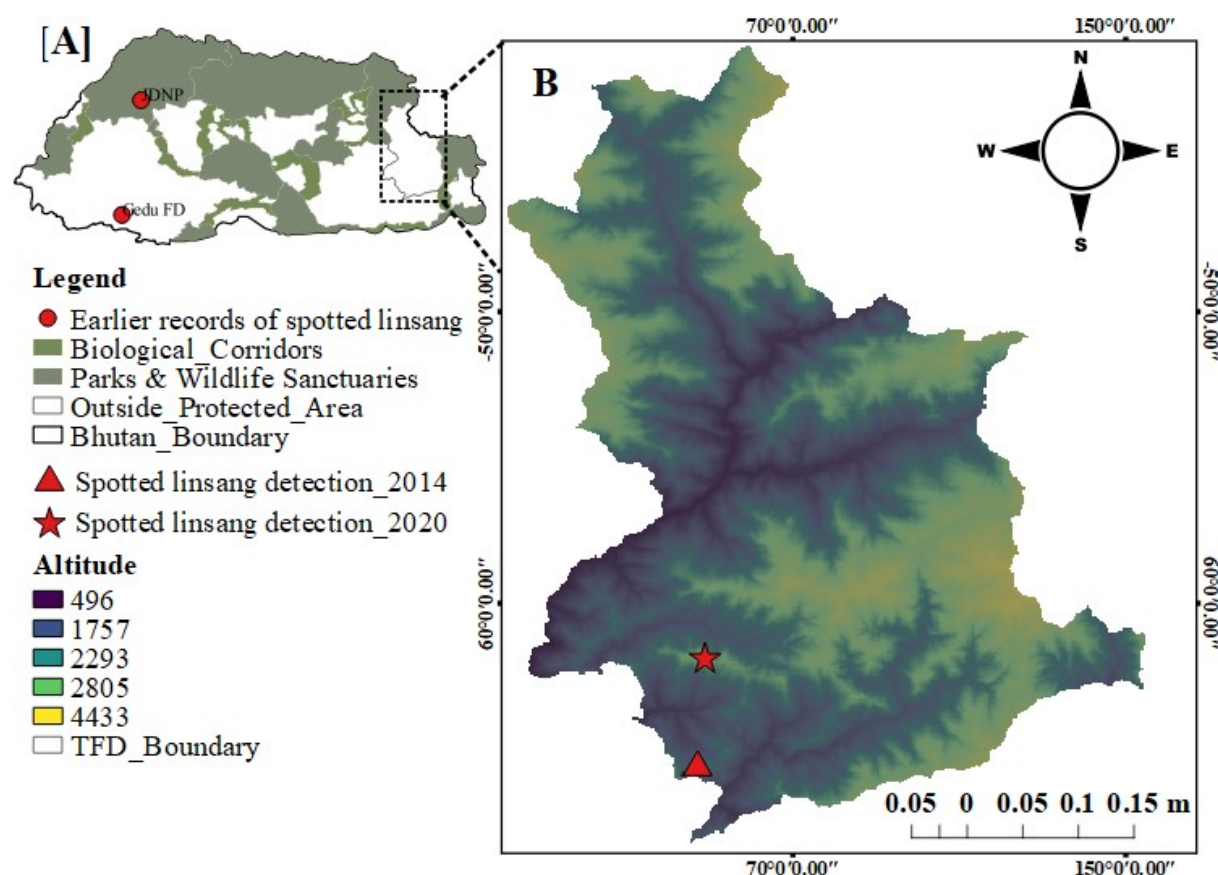 [A]
JDNP
Gedu FD
Legend
Earlier records of spotted linsang
Biological_Corridors
Parks & Wildlife Sanctuaries
Outside_Protected_Area
Bhutan_Boundary
Spotted linsang detection_2014
Spotted linsang detection_2020
Altitude
496
1757
2293
2805
4433
TFD_Boundary
70°0'0.00"
150°0'0.00"
B
N
W
E
S
-50°0'0.00"
-50°0'0.00"
60°0'0.00"
60°0'0.00"
0.05 0 0.05 0.1 0.15 m
70°0'0.00"
150°0'0.00"